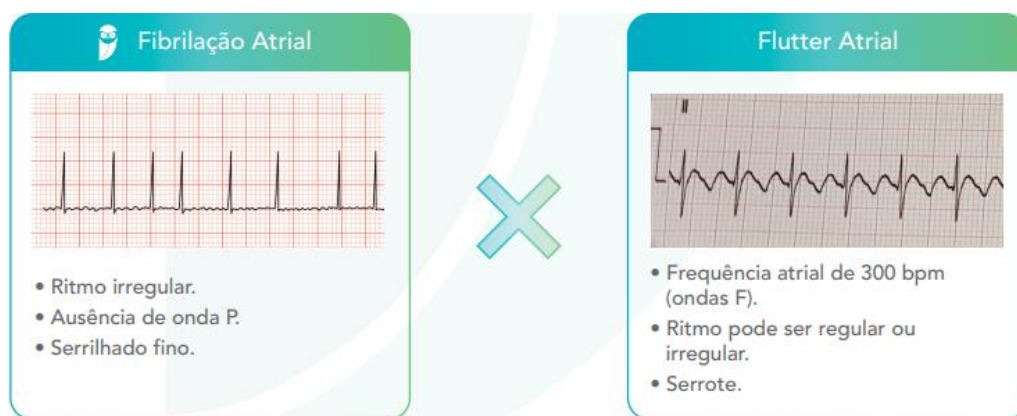 Fibrilação Atrial
• Ritmo irregular.
• Ausência de onda P.
• Serrilhado fino.
Flutter Atrial
II
• Frequência atrial de 300 bpm
(ondas F).
• Ritmo pode ser regular ou
irregular.
• Serrote.